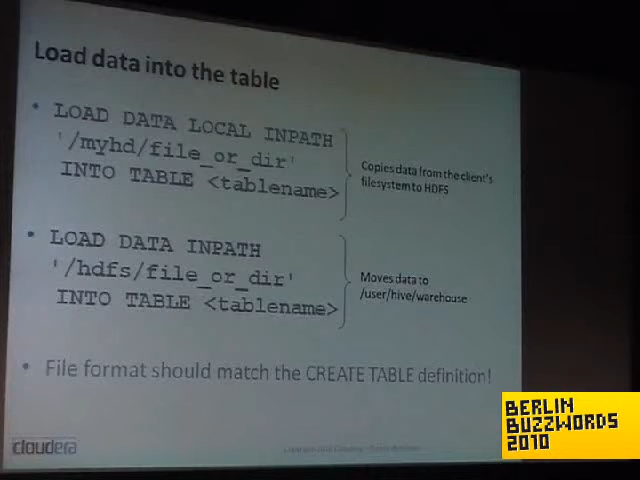 Load data into the table
• LOAD DATA LOCAL INPATH
'/myhd/file_or_dir'
INTO TABLE <tablename>
Copies data from the client's
filesystem to HDFS
• LOAD DATA INPATH
'/hdfs/file_or_dir'
INTO TABLE <tablename>
Moves data to
/user/hive/warehouse
• File format should match the CREATE TABLE definition!
cloudera
BERLIN
BUZZWORDS
2010